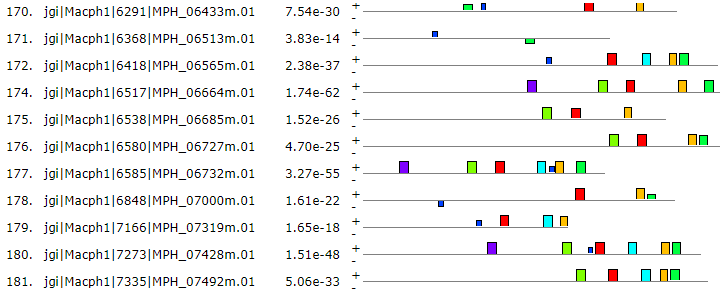 170. jgi|Macph1|6291|MPH_06433m.01 7.54e-30 + -
171. jgi|Macph1|6368|MPH_06513m.01 3.83e-14 + -
172. jgi|Macph1|6418|MPH_06565m.01 2.38e-37 + -
174. jgi|Macph1|6517|MPH_06664m.01 1.74e-62 + -
175. jgi|Macph1|6538|MPH_06685m.01 1.52e-26 + -
176. jgi|Macph1|6580|MPH_06727m.01 4.70e-25 + -
177. jgi|Macph1|6585|MPH_06732m.01 3.27e-55 + -
178. jgi|Macph1|6848|MPH_07000m.01 1.61e-22 + -
179. jgi|Macph1|7166|MPH_07319m.01 1.65e-18 + -
180. jgi|Macph1|7273|MPH_07428m.01 1.51e-48 + -
181. jgi|Macph1|7335|MPH_07492m.01 5.06e-33 + -